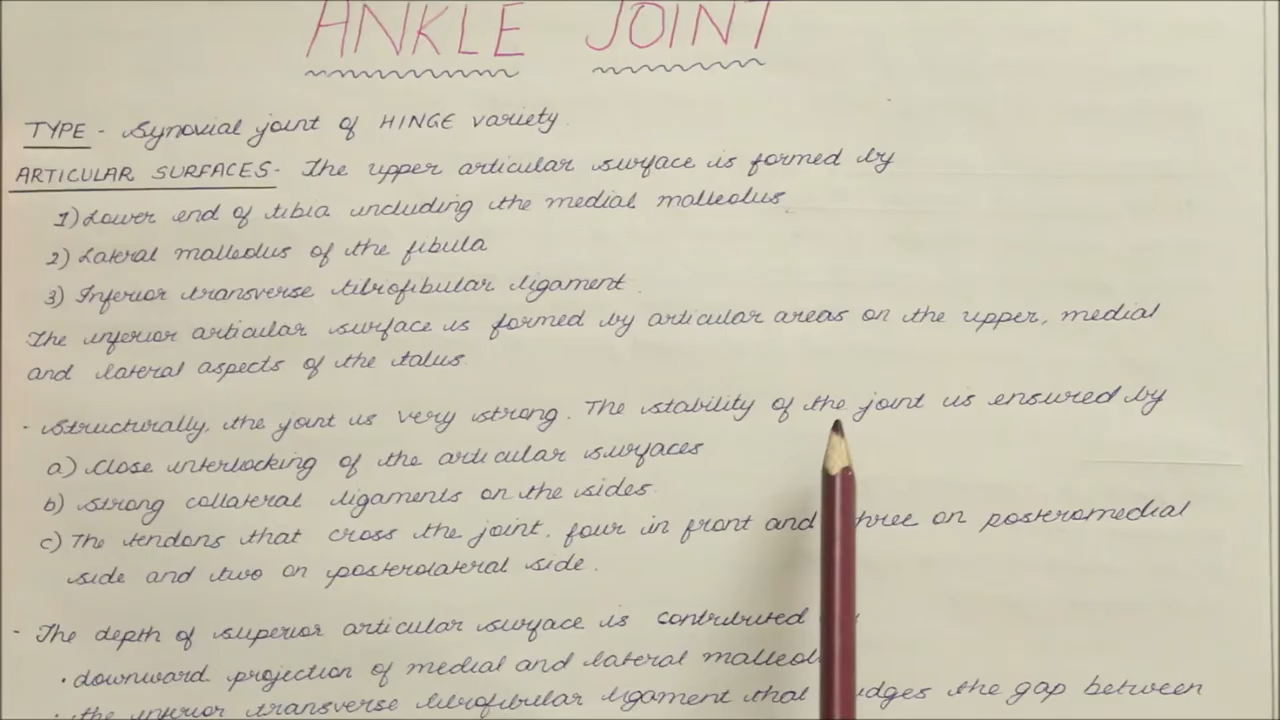 ANKLE JOINT
TYPE - Synovial joint of HINGE variety.
ARTICULAR SURFACES - The upper articular surface is formed by
1) Lower end of tibia including the medial malleolus
2) Lateral malleolus of the fibula
3) Inferior transverse tibiofibular ligament.
The inferior articular surface is formed by articular areas on the upper, medial
and lateral aspects of the talus.
- Structurally, the joint is very strong. The stability of the joint is ensured by
a) Close interlocking of the articular surfaces
b) Strong collateral ligaments on the sides.
c) The tendons that cross the joint, four in front and three on posteromedial
side and two on posterolateral side.
- The depth of superior articular surface is contributed
• downward projection of medial and lateral
• the inferior transverse tibiofibular ligament that the gap between